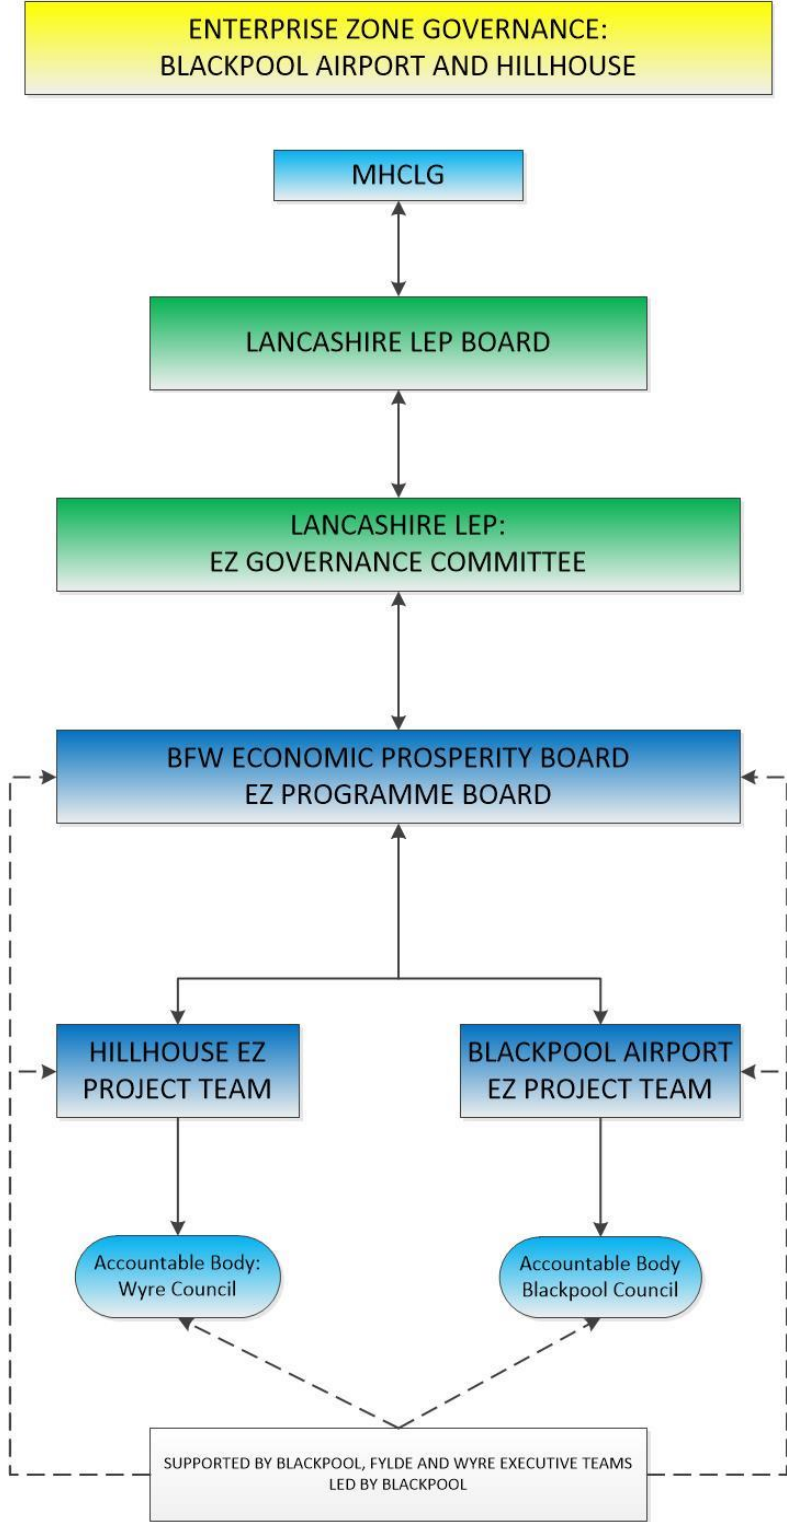 ENTERPRISE ZONE GOVERNANCE:
BLACKPOOL AIRPORT AND HILLHOUSE
MHCLG
LANCASHIRE LEP BOARD
LANCASHIRE LEP:
EZ GOVERNANCE COMMITTEE
BFW ECONOMIC PROSPERITY BOARD
EZ PROGRAMME BOARD
HILLHOUSE EZ
PROJECT TEAM
BLACKPOOL AIRPORT
EZ PROJECT TEAM
Accountable Body:
Wyre Council
Accountable Body
Blackpool Council
SUPPORTED BY BLACKPOOL, FYLDE AND WYRE EXECUTIVE TEAMS
LED BY BLACKPOOL